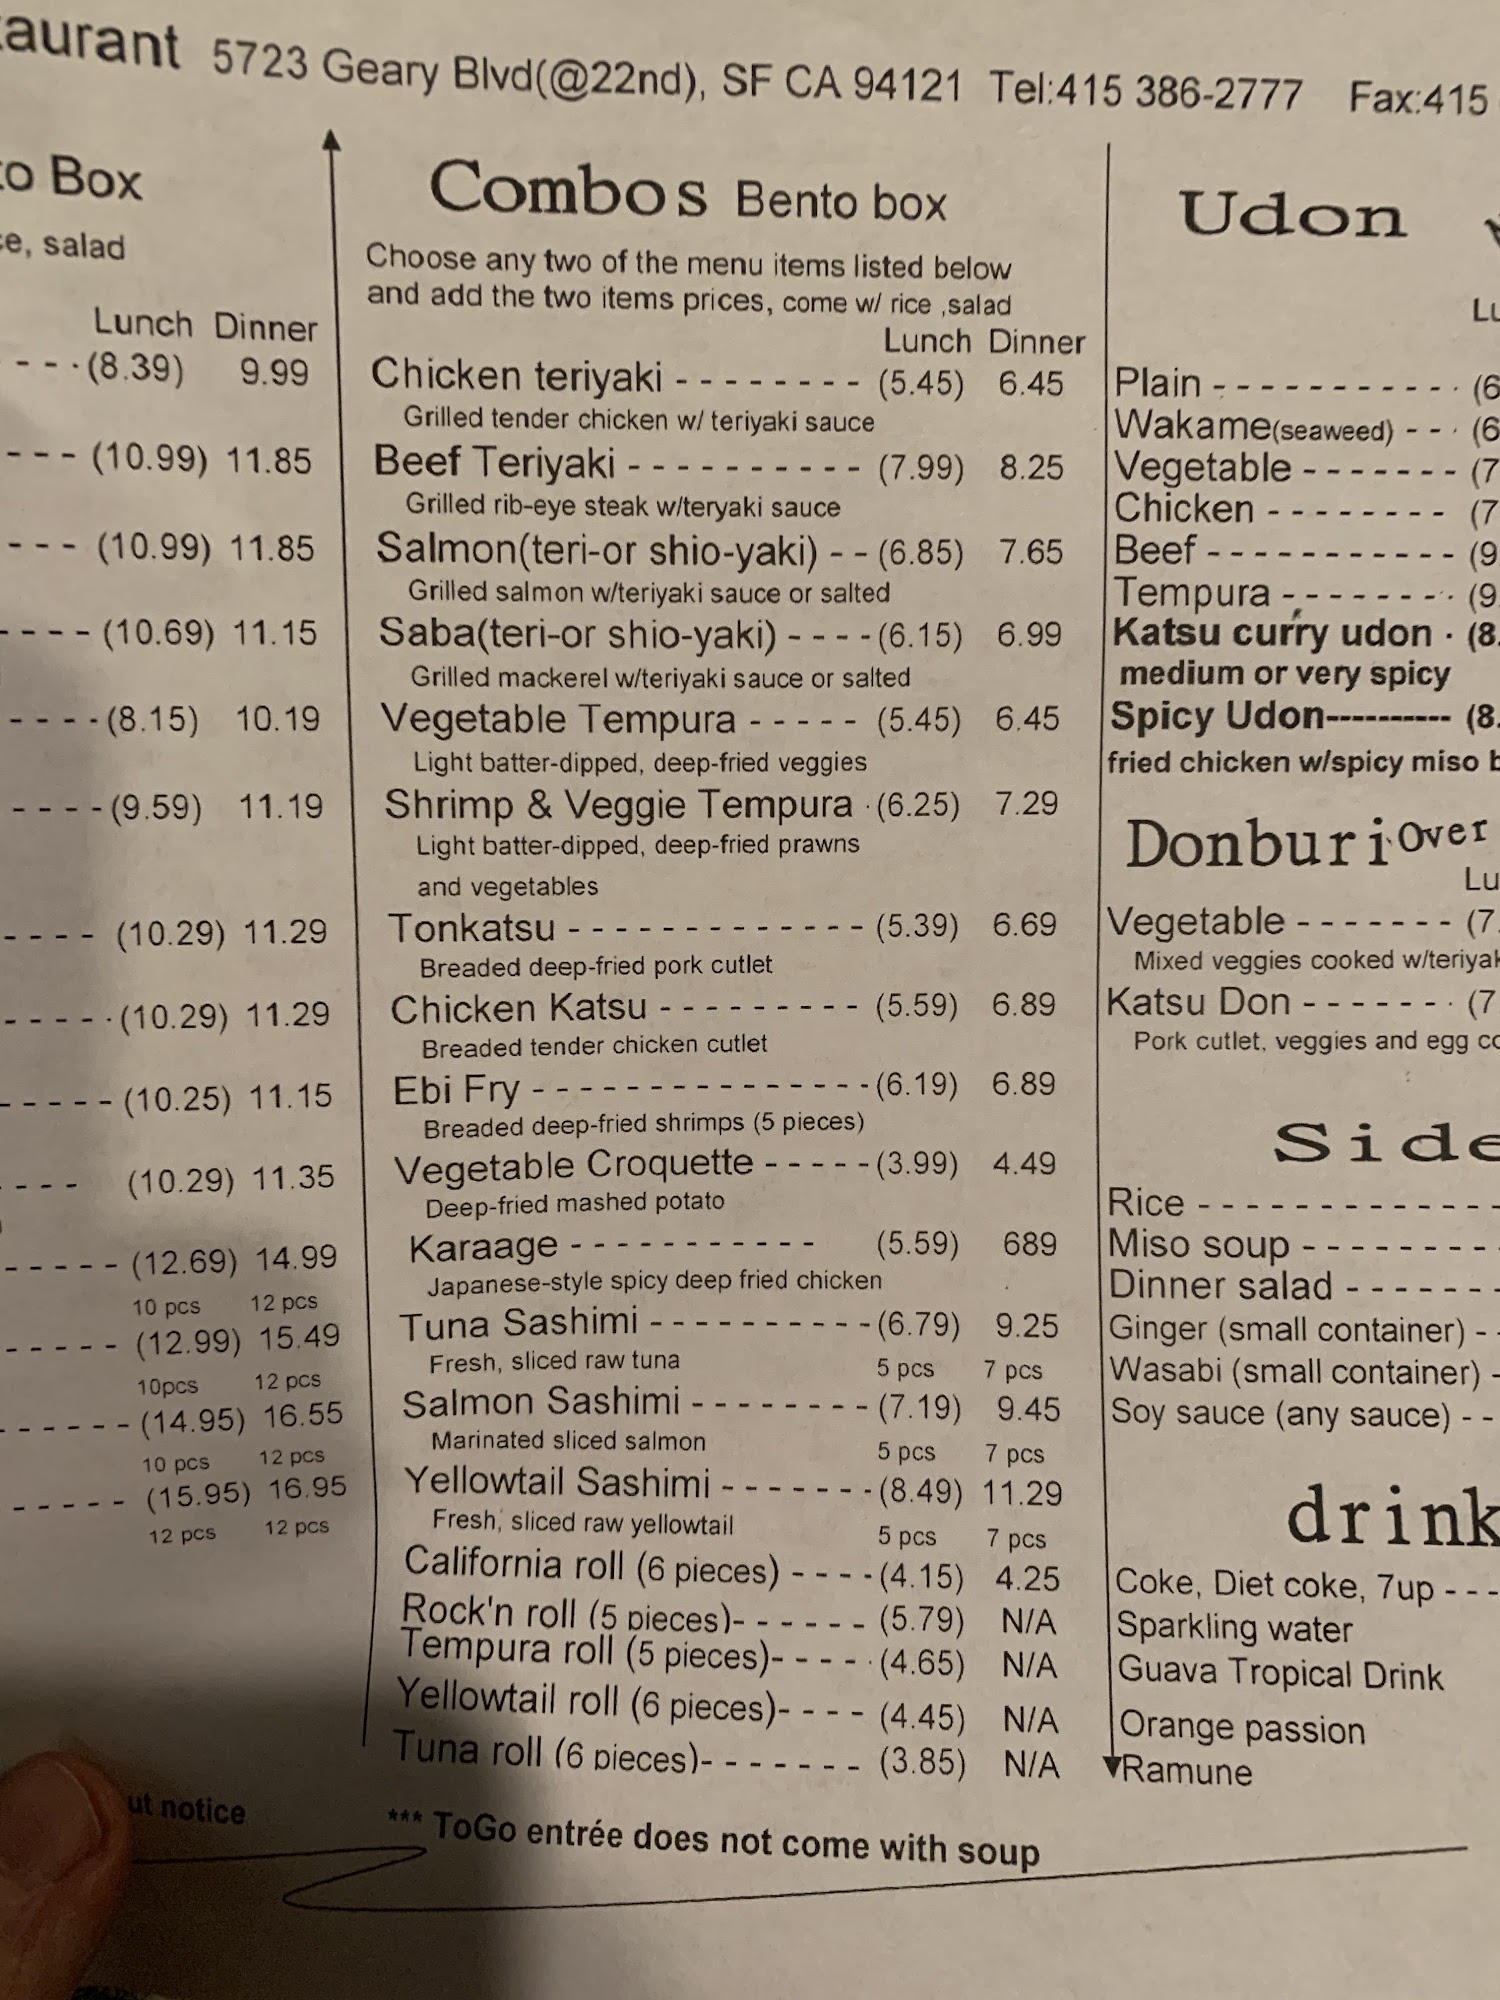 taurant 5723 Geary Blvd(@22nd), SF CA 94121 Tel:415 386-2777 Fax:415
to Box
ce, salad
Lunch Dinner
- - - (8.39) 9.99
- - - (10.99) 11.85
- - - (10.99) 11.85
- - - - (10.69) 11.15
- - - - (8.15) 10.19
- - - - (9.59) 11.19
- - - - (10.29) 11.29
- - - - - (10.29) 11.29
- - - - - (10.25) 11.15
- - - - (10.29) 11.35
- - - - - (12.69) 14.99
10 pcs 12 pcs
- - - - - (12.99) 15.49
10pcs 12 pcs
- - - - - - (14.95) 16.55
10 pcs 12 pcs
- - - - - (15.95) 16.95
12 pcs 12 pcs
ut notice
Combos Bento box
Choose any two of the menu items listed below
and add the two items prices, come w/ rice ,salad
Lunch Dinner
Chicken teriyaki - - - - - - - - (5.45) 6.45
Grilled tender chicken w/ teriyaki sauce
Beef Teriyaki - - - - - - - - - - (7.99) 8.25
Grilled rib-eye steak w/teryaki sauce
Salmon(teri-or shio-yaki) - - (6.85) 7.65
Grilled salmon w/teriyaki sauce or salted
Saba(teri-or shio-yaki) - - - - (6.15) 6.99
Grilled mackerel w/teriyaki sauce or salted
Vegetable Tempura - - - - - (5.45) 6.45
Light batter-dipped, deep-fried veggies
Shrimp & Veggie Tempura · (6.25) 7.29
Light batter-dipped, deep-fried prawns
and vegetables
Tonkatsu - - - - - - - - - - - - - (5.39) 6.69
Breaded deep-fried pork cutlet
Chicken Katsu - - - - - - - - - (5.59) 6.89
Breaded tender chicken cutlet
Ebi Fry - - - - - - - - - - - - - - - (6.19) 6.89
Breaded deep-fried shrimps (5 pieces)
Vegetable Croquette - - - - - (3.99) 4.49
Deep-fried mashed potato
Karaage - - - - - - - - - - - (5.59) 689
Japanese-style spicy deep fried chicken
Tuna Sashimi - - - - - - - - - - (6.79) 9.25
Fresh, sliced raw tuna 5 pcs 7 pcs
Salmon Sashimi - - - - - - - - (7.19) 9.45
Marinated sliced salmon 5 pcs 7 pcs
Yellowtail Sashimi - - - - - - - (8.49) 11.29
Fresh, sliced raw yellowtail 5 pcs 7 pcs
California roll (6 pieces) - - - - (4.15) 4.25
Rock'n roll (5 pieces)- - - - - - (5.79) N/A
Tempura roll (5 pieces)- - - - · (4.65) N/A
Yellowtail roll (6 pieces)- - - - (4.45) N/A
Tuna roll (6 pieces)- - - - - - - (3.85) N/A
*** ToGo entrée does not come with soup
Udon
Lu
Plain - - - - - - - - - - - · (6
Wakame(seaweed) - - · (6
Vegetable - - - - - - - (7
Chicken - - - - - - - - (7
Beef - - - - - - - - - - - (9
Tempura - - - - - - - · (9.
Katsu curry udon · (8.
medium or very spicy
Spicy Udon---------- (8.
fried chicken w/spicy miso b
Donburi Over
Lu
Vegetable - - - - - - - (7.
Mixed veggies cooked w/teriyak
Katsu Don - - - - - - · (7
Pork cutlet, veggies and egg co
Side
Rice - - - - - - - - - - - - -
Miso soup - - - - - - - - -
Dinner salad - - - - - - -
Ginger (small container) - -
Wasabi (small container) -
Soy sauce (any sauce) - -
drink
Coke, Diet coke, 7up - - -
Sparkling water
Guava Tropical Drink
Orange passion
Ramune